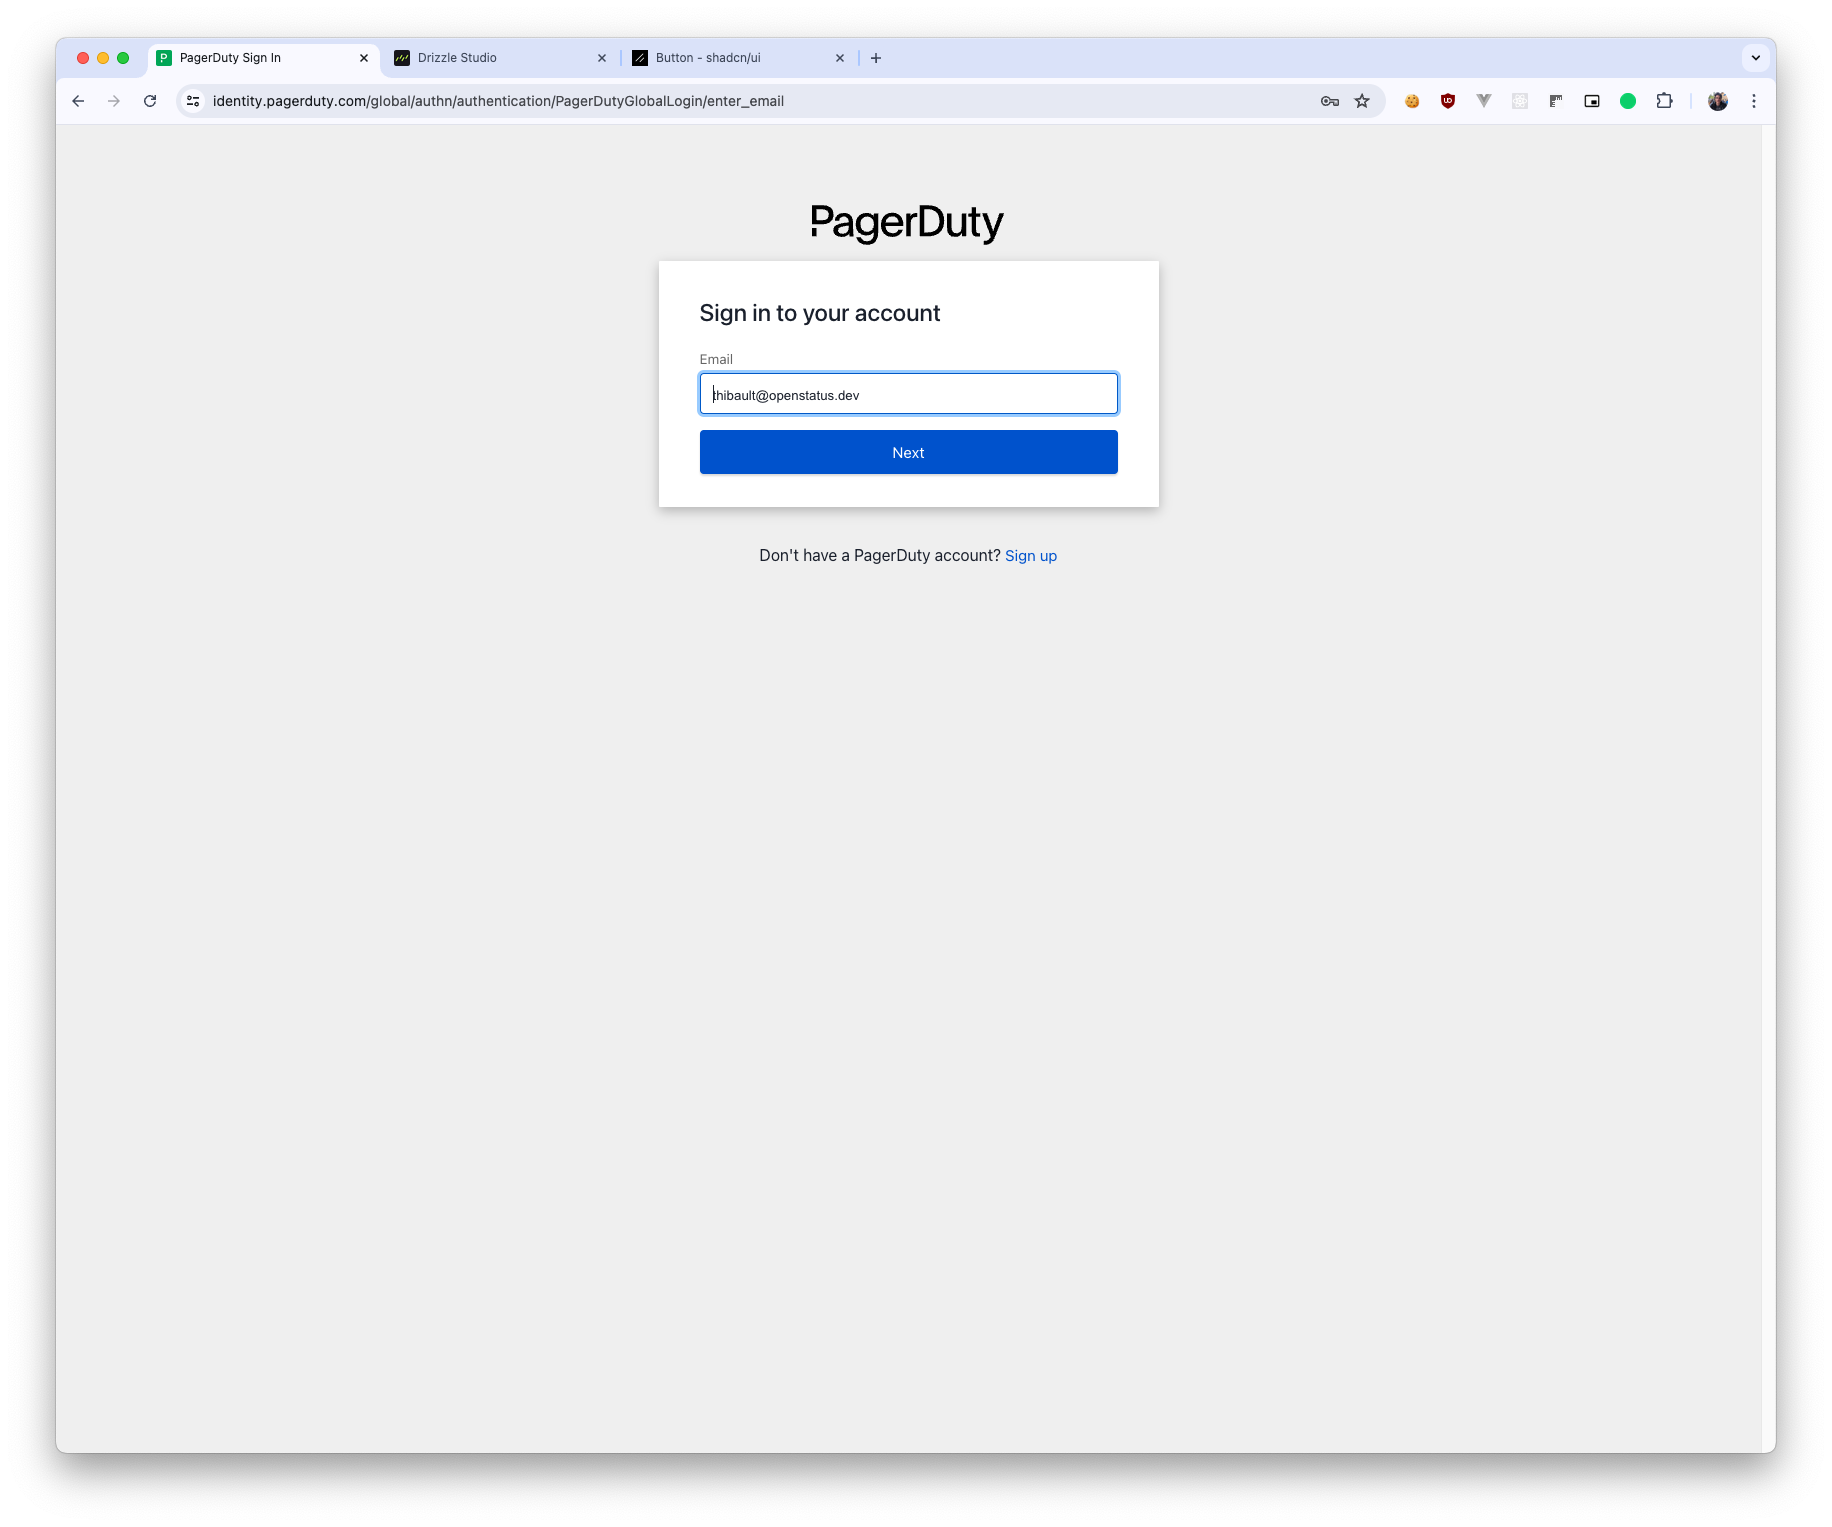 PagerDuty Sign In
Drizzle Studio
Button - shadcn/ui
identity.pagerduty.com/global/authn/authentication/PagerDutyGlobalLogin/enter_email
PagerDuty
Sign in to your account
Email
thibault@openstatus.dev
Next
Don't have a PagerDuty account? Sign up